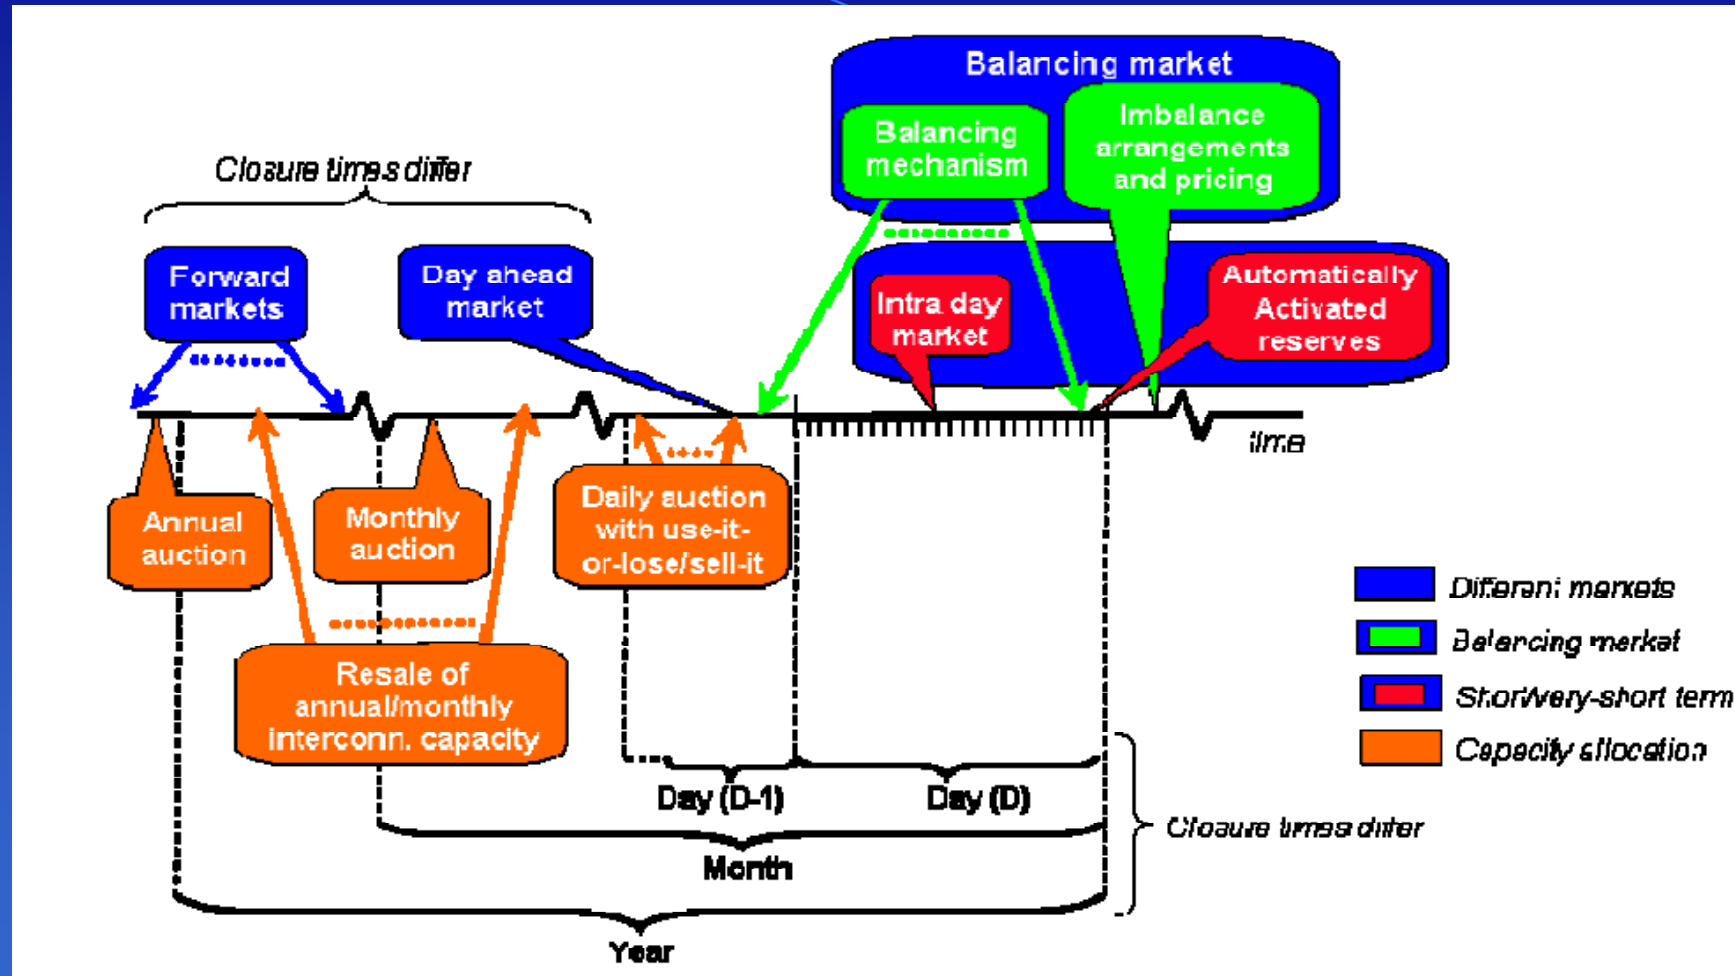 Balancing market
Balancing
mechanism
Imbalance
arrangements
and pricing
Closure times differ
Forward
markets
Day ahead
market
Intra day
market
Automatically
Activated
reserves
time
Annual
auction
Monthly
auction
Daily auction
with use-it-
or-lose/sell-it
Resale of
annual/monthly
interconn. capacity
Different markets
Balancing market
Short/very-short term
Capacity allocation
Day (D-1)
Day (D)
Closure times differ
Month
Year